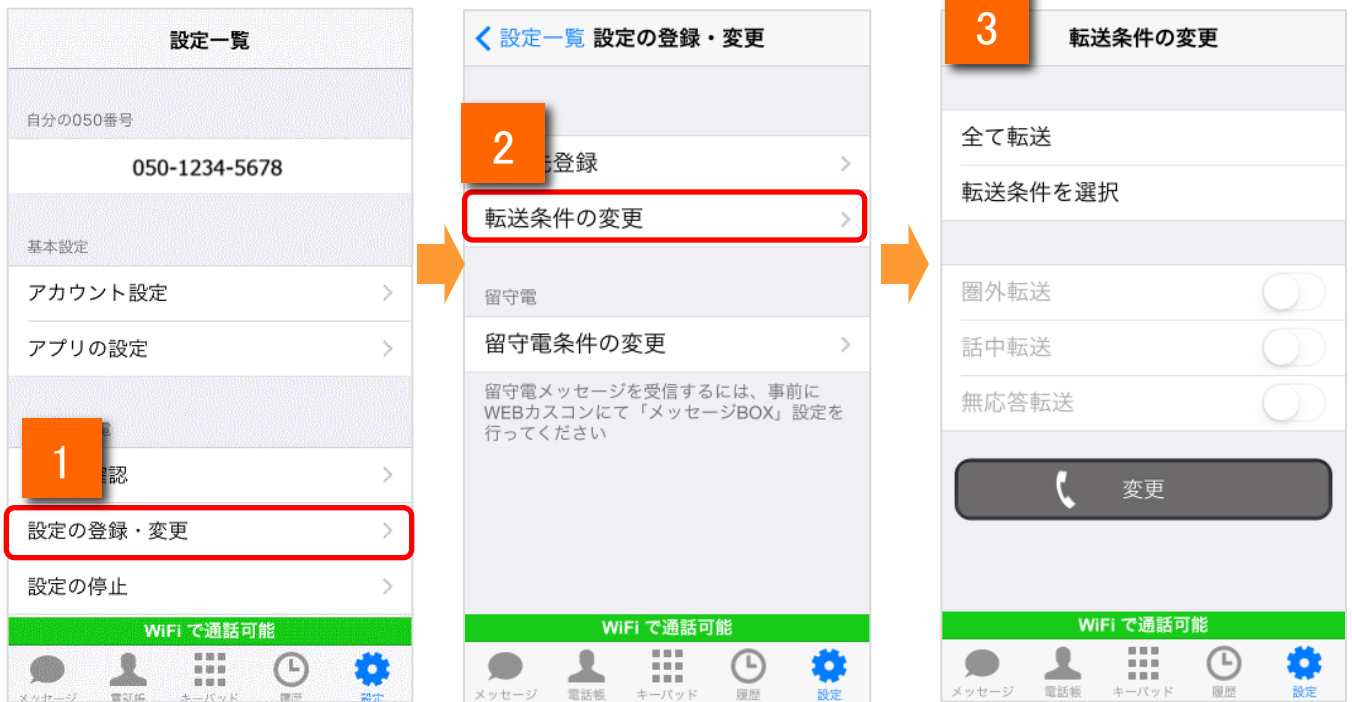 設定一覧
自分の050番号
050-1234-5678
基本設定
アカウント設定
アプリの設定
1
認
設定の登録・変更
設定の停止
WiFi で通話可能
メッセージ
電話帳
キーパッド
履歴
設定
設定一覧 設定の登録・変更
2
登録
転送条件の変更
留守電
留守電条件の変更
留守電メッセージを受信するには、事前に
WEBカスコンにて「メッセージBOX」設定を
行ってください
WiFi で通話可能
メッセージ
電話帳
キーパッド
履歴
設定
3
転送条件の変更
全て転送
転送条件を選択
圏外転送
話中転送
無応答転送
変更
WiFi で通話可能
メッセージ
電話帳
キーパッド
履歴
設定